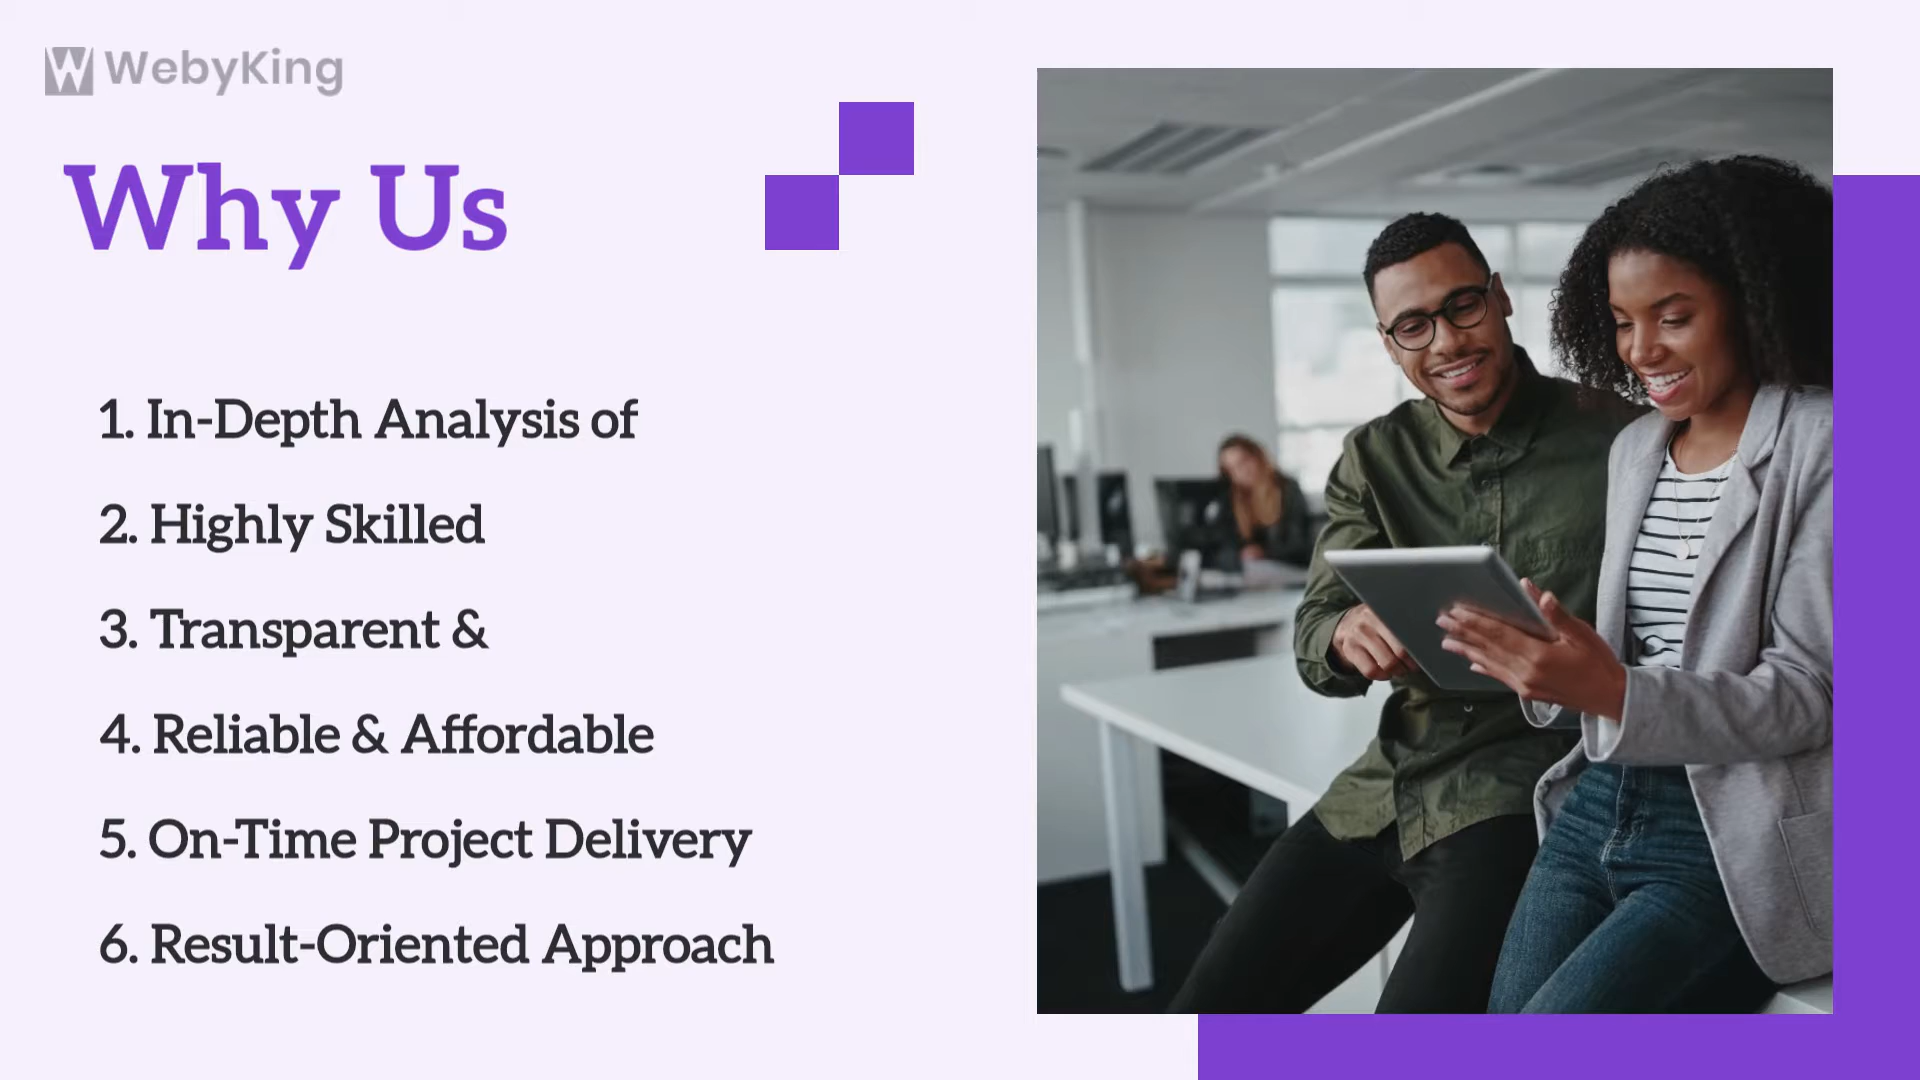 WebyKing
Why Us
1. In-Depth Analysis of
2. Highly Skilled
3. Transparent &
4. Reliable & Affordable
5. On-Time Project Delivery
6. Result-Oriented Approach